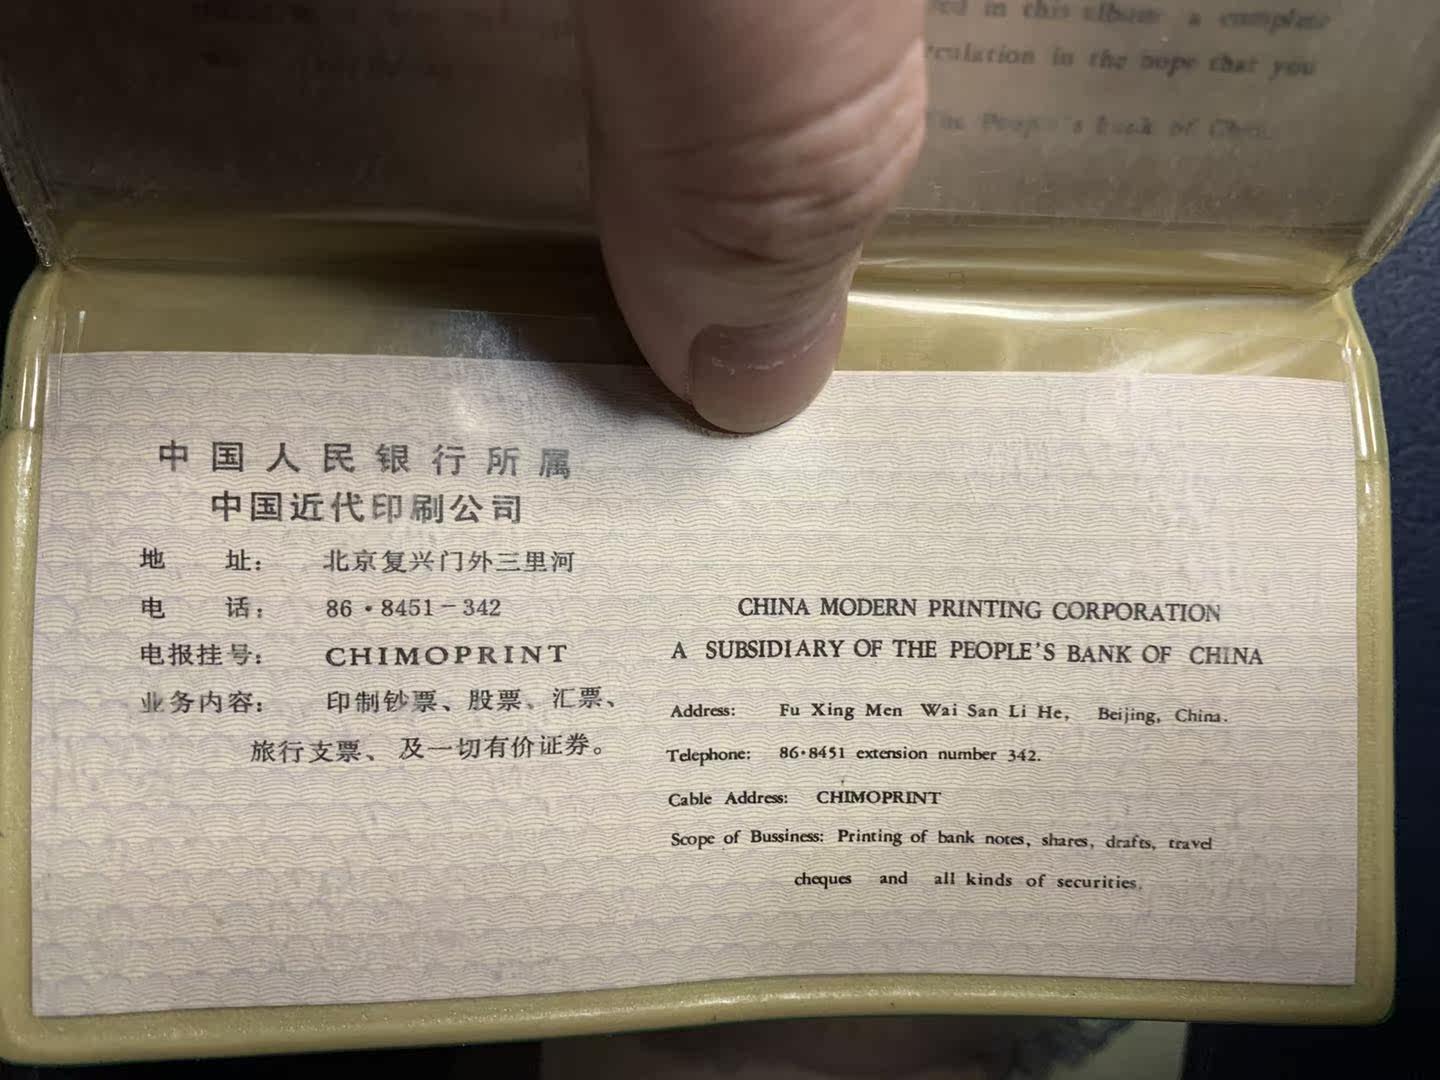 in this album a complete
culation in the hope that you
People's bank of
中国人民银行所属
中国近代印刷公司
地 址： 北京复兴门外三里河
电 话： 86·8451-342
电报挂号： CHIMOPRINT
业务内容： 印制钞票、股票、汇票、
旅行支票、及一切有价证券。
CHINA MODERN PRINTING CORPORATION
A SUBSIDIARY OF THE PEOPLE'S BANK OF CHINA
Address: Fu Xing Men Wai San Li He, Beijing, China.
Telephone: 86·8451 extension number 342.
Cable Address: CHIMOPRINT
Scope of Bussiness: Printing of bank notes, shares, drafts, travel
cheques and all kinds of securities.